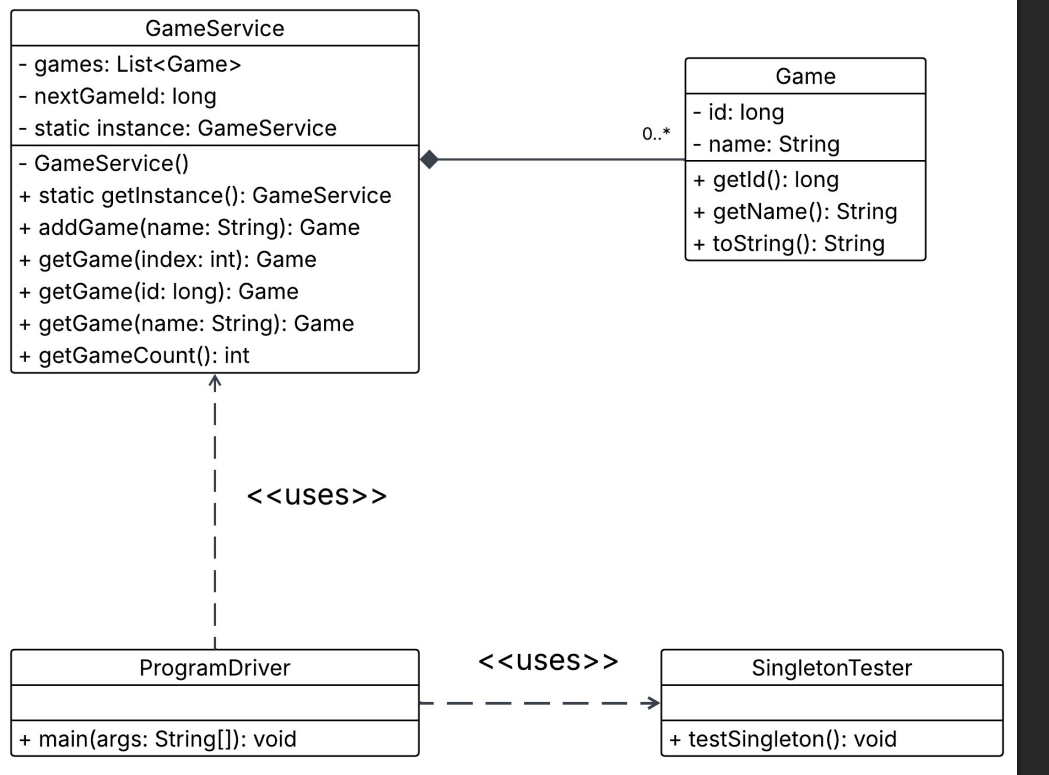 GameService
- games: List<Game>
- nextGameId: long
- static instance: GameService
- GameService()
+ static getInstance(): GameService
+ addGame(name: String): Game
+ getGame(index: int): Game
+ getGame(id: long): Game
+ getGame(name: String): Game
+ getGameCount(): int
0..*
Game
- id: long
- name: String
+ getId(): long
+ getName(): String
+ toString(): String
<<uses>>
ProgramDriver
+ main(args: String[]): void
<<uses>>
SingletonTester
+ testSingleton(): void